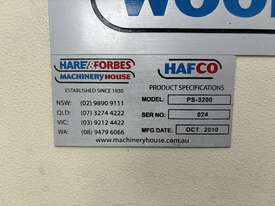 HARE & FORBES
MACHINERYHOUSE
ESTABLISHED SINCE 1930
NSW: (02) 9890 9111
QLD: (07) 3274 4222
VIC: (03) 9212 4422
WA: (08) 9479 6066
HAFCO
PRODUCT SPECIFICATIONS
MODEL: PS-3200
SER NO: 024
MFG DATE: OCT 2010
www.machineryhouse.com.au